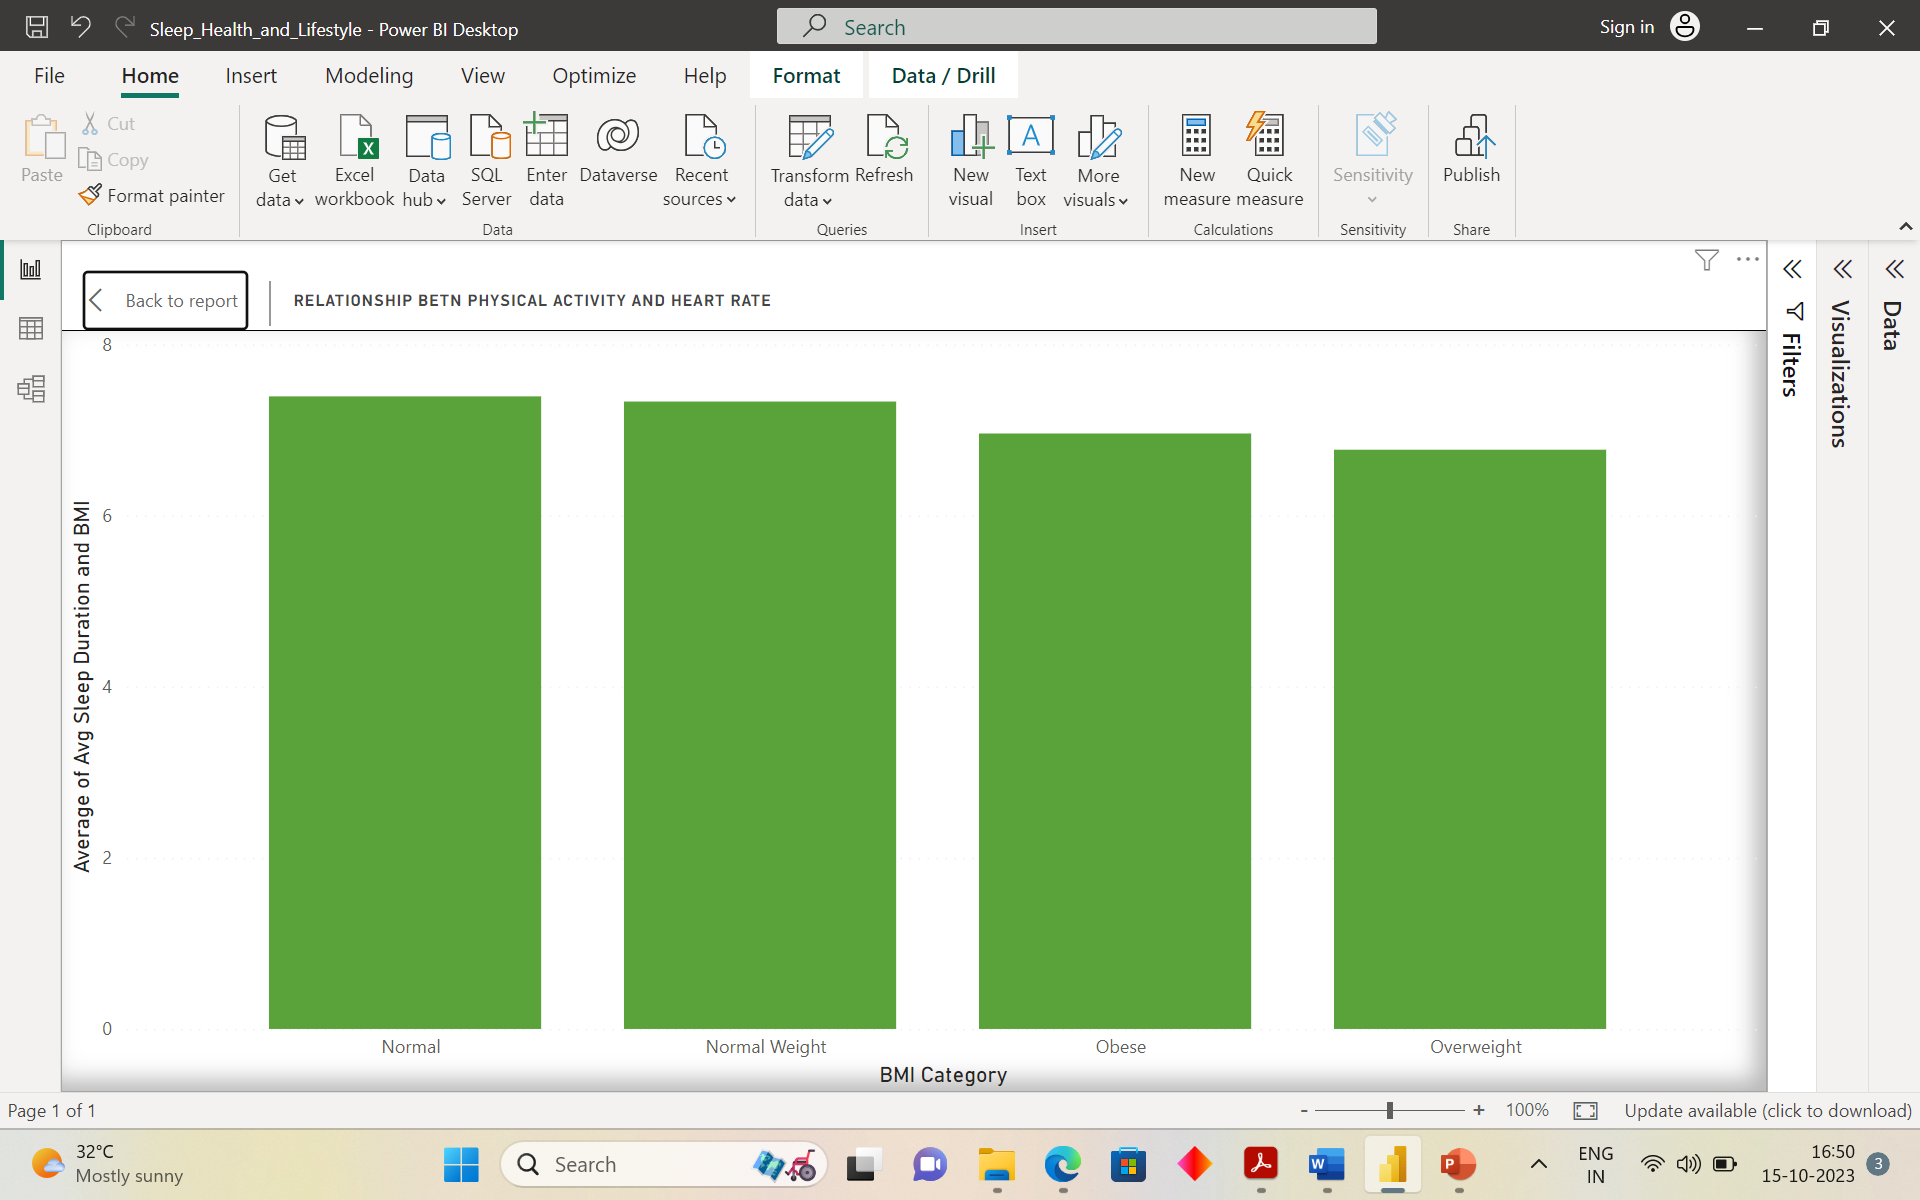 Sleep_Health_and_Lifestyle - Power BI Desktop
Search
Sign in
File
Home
Insert
Modeling
View
Optimize
Help
Format
Data / Drill
Paste
Cut
Copy
Format painter
Clipboard
Get
data
Excel
workbook
Data
hub
SQL
Server
Enter
data
Dataverse
Recent
sources
Data
Transform
data
Refresh
Queries
New
visual
A
Text
box
More
visuals
Insert
New
measure
Quick
measure
Calculations
Sensitivity
Sensitivity
Publish
Share
Back to report
RELATIONSHIP BETN PHYSICAL ACTIVITY AND HEART RATE
Filters
Visualizations
Data
Average of Avg Sleep Duration and BMI
8
6
4
2
0
Normal
Normal Weight
Obese
Overweight
BMI Category
Page 1 of 1
-
+
100%
Update available (click to download)
32°C
Mostly sunny
Search
W
P
ENG
IN
16:50
15-10-2023
3